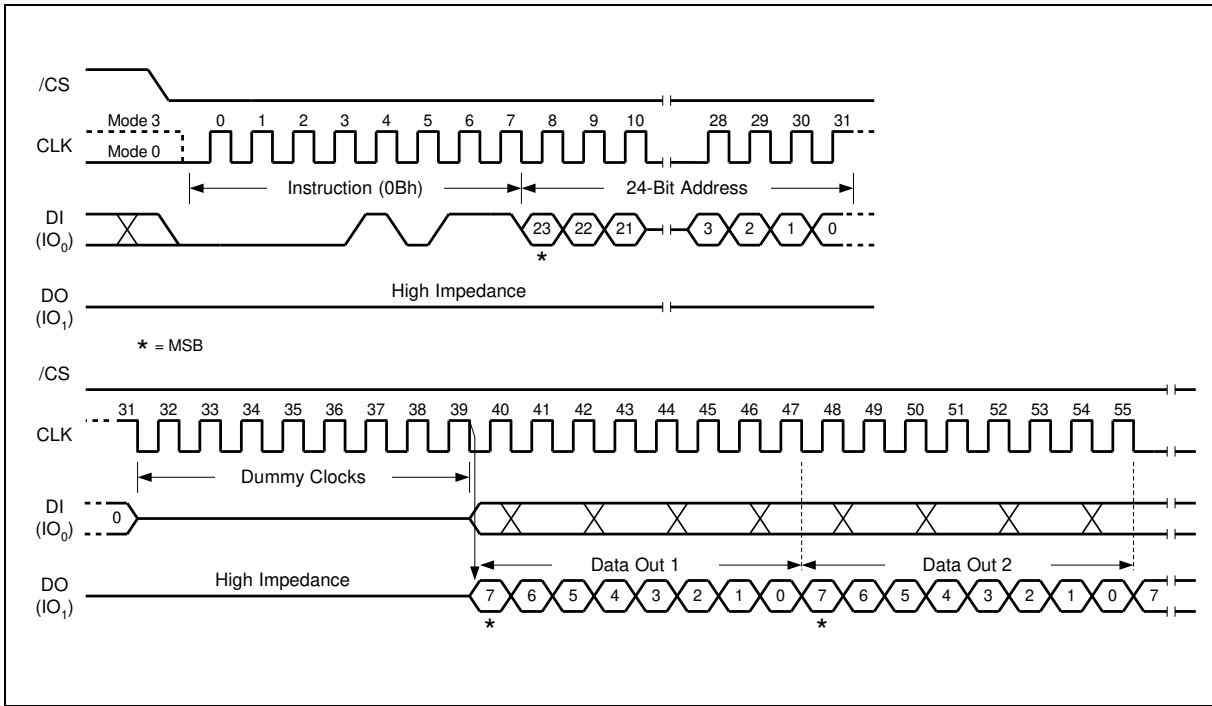 /CS
Mode 3
0 1 2 3 4 5 6 7 8 9 10 28 29 30 31
CLK
Mode 0
Instruction (0Bh) 24-Bit Address
DI
(IO0)
23 22 21 3 2 1 0
*
DO
(IO1)
High Impedance
* = MSB
/CS
31 32 33 34 35 36 37 38 39 40 41 42 43 44 45 46 47 48 49 50 51 52 53 54 55
CLK
Dummy Clocks
DI
(IO0)
0
Data Out 1 Data Out 2
DO
(IO1)
High Impedance
7 6 5 4 3 2 1 0 7 6 5 4 3 2 1 0 7
* *